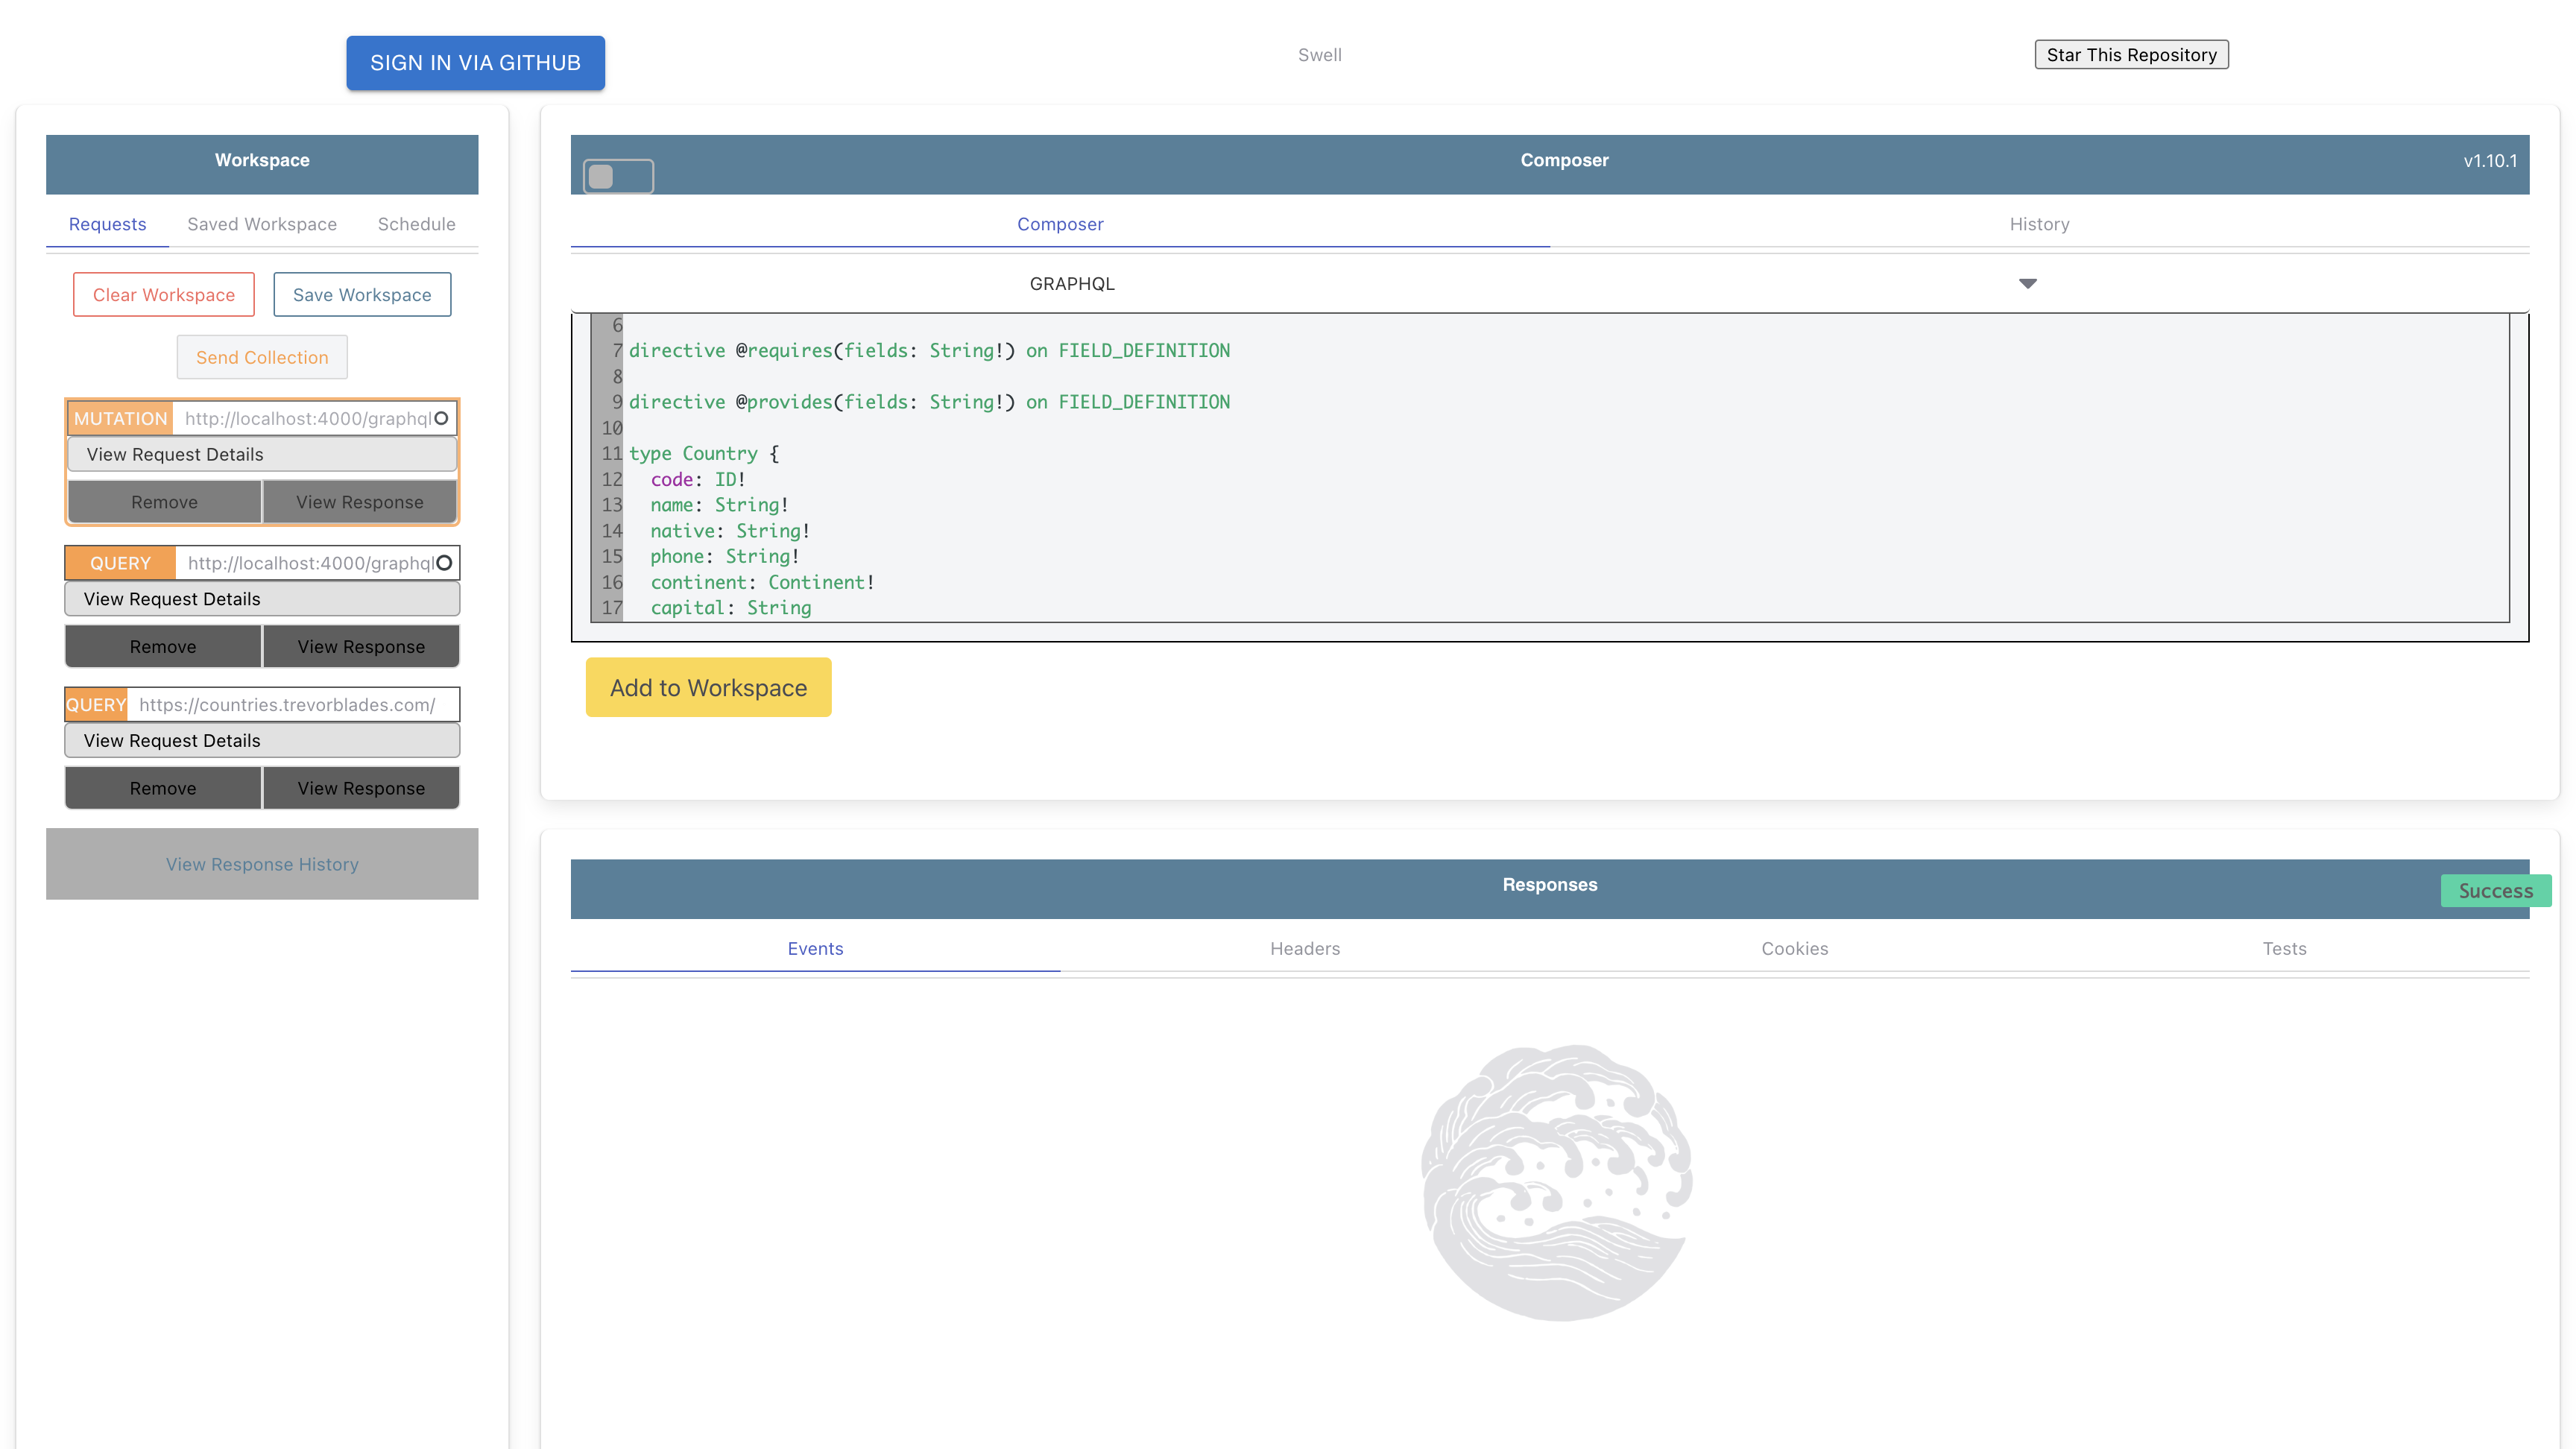 SIGN IN VIA GITHUB
Swell
Star This Repository
Workspace
Requests Saved Workspace Schedule
Clear Workspace Save Workspace
Send Collection
MUTATION http://localhost:4000/graphql
View Request Details
Remove View Response
QUERY http://localhost:4000/graphql
View Request Details
Remove View Response
QUERY https://countries.trevorblades.com/
View Request Details
Remove View Response
View Response History
Composer v1.10.1
Composer History
GRAPHQL
6
7 directive @requires(fields: String!) on FIELD_DEFINITION
8
9 directive @provides(fields: String!) on FIELD_DEFINITION
10
11 type Country {
12 code: ID!
13 name: String!
14 native: String!
15 phone: String!
16 continent: Continent!
17 capital: String
Add to Workspace
Responses Success
Events Headers Cookies Tests